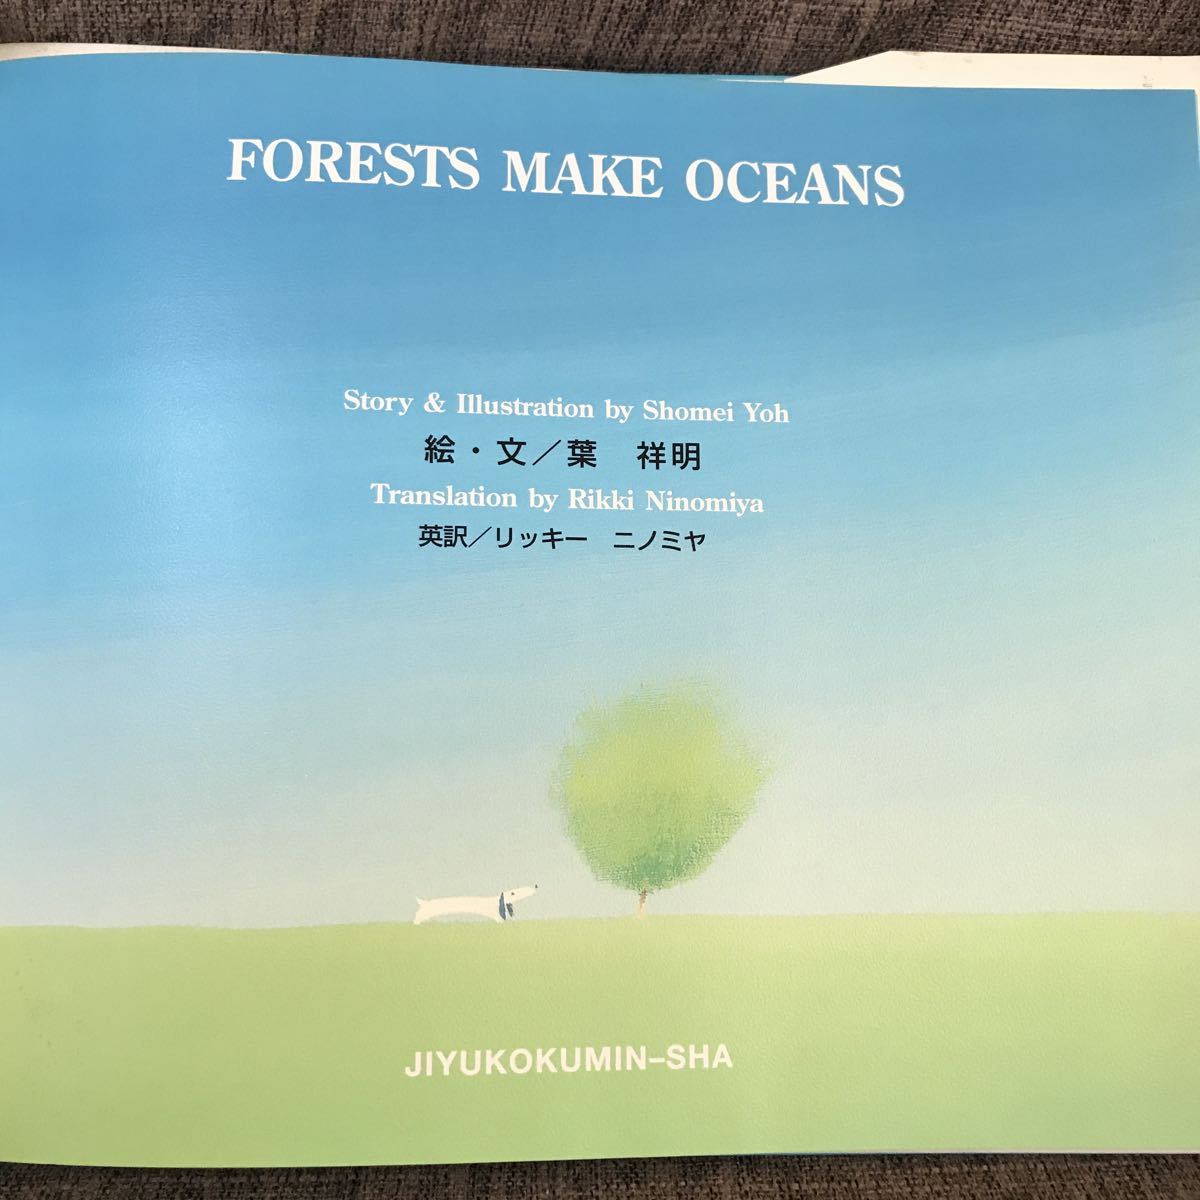 FORESTS MAKE OCEANS
Story & Illustration by Shomei Yoh
絵・文／葉　祥明
Translation by Rikki Ninomiya
英訳／リッキー　ニノミヤ
JIYUKOKUMIN-SHA